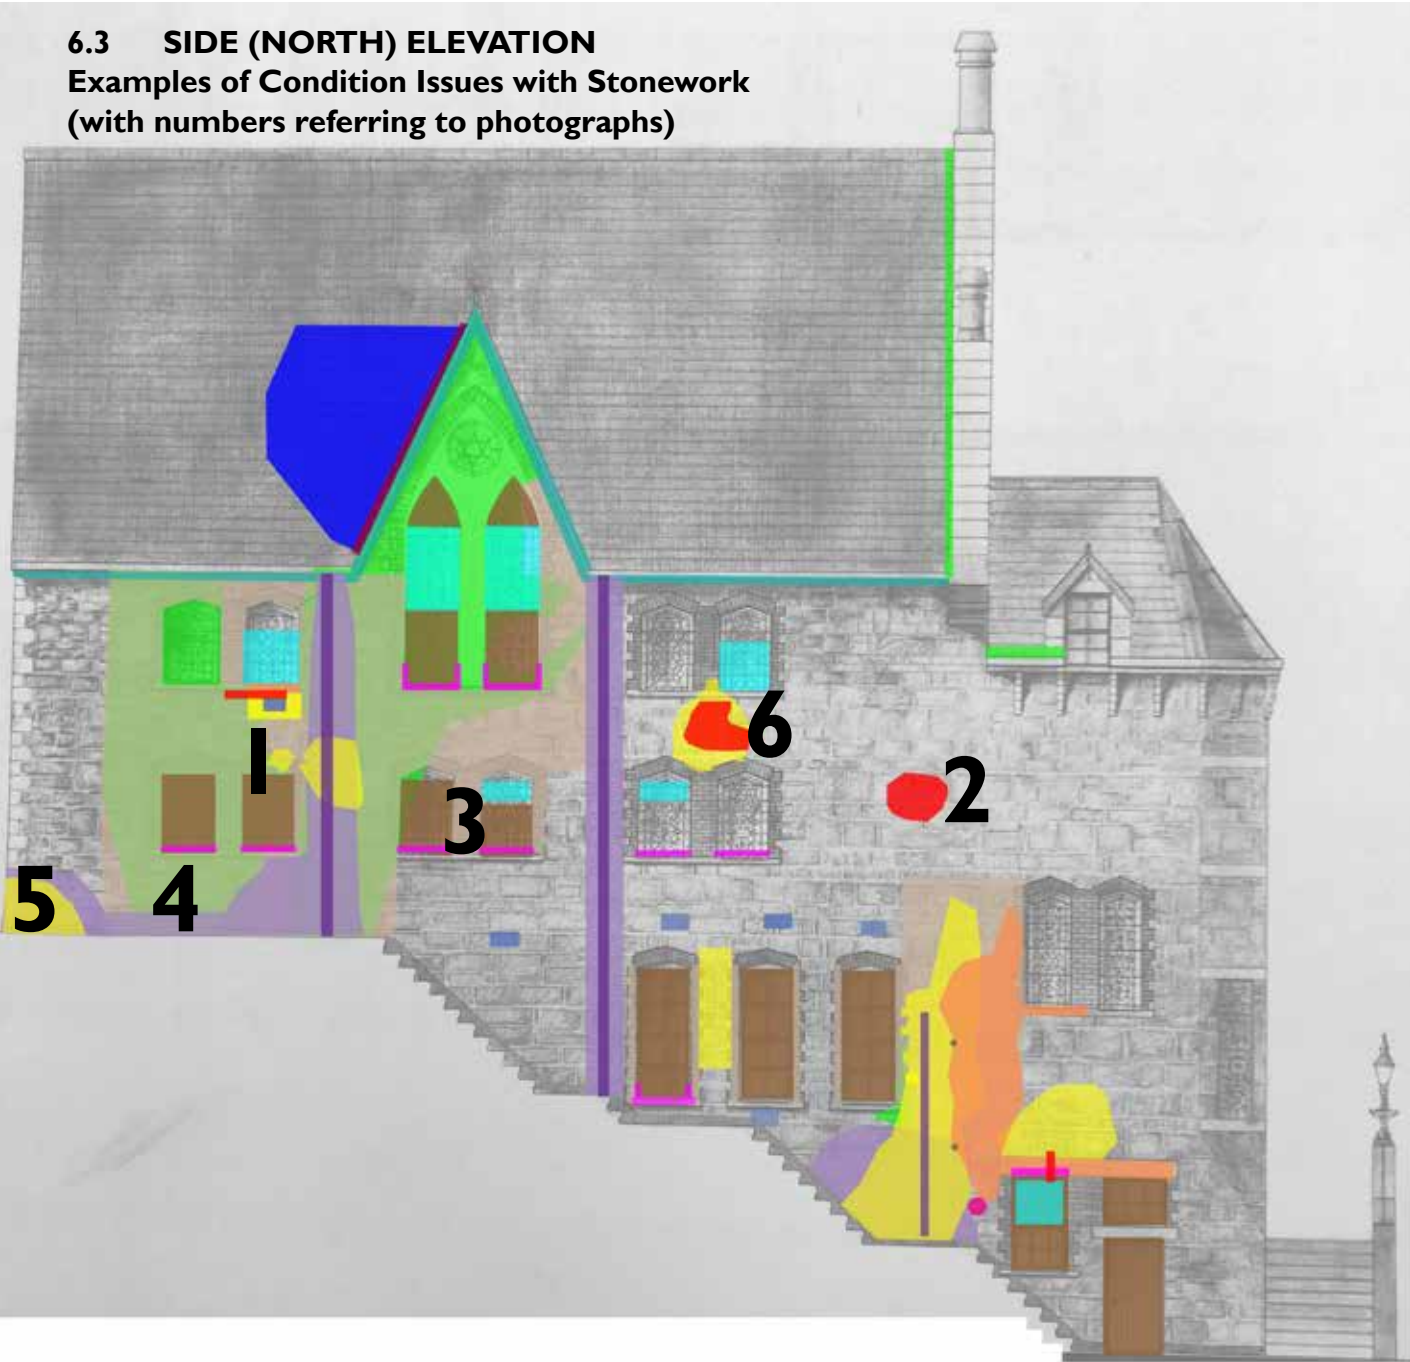 6.3 SIDE (NORTH) ELEVATION
Examples of Condition Issues with Stonework
(with numbers referring to photographs)
6
1
2
3
4
5